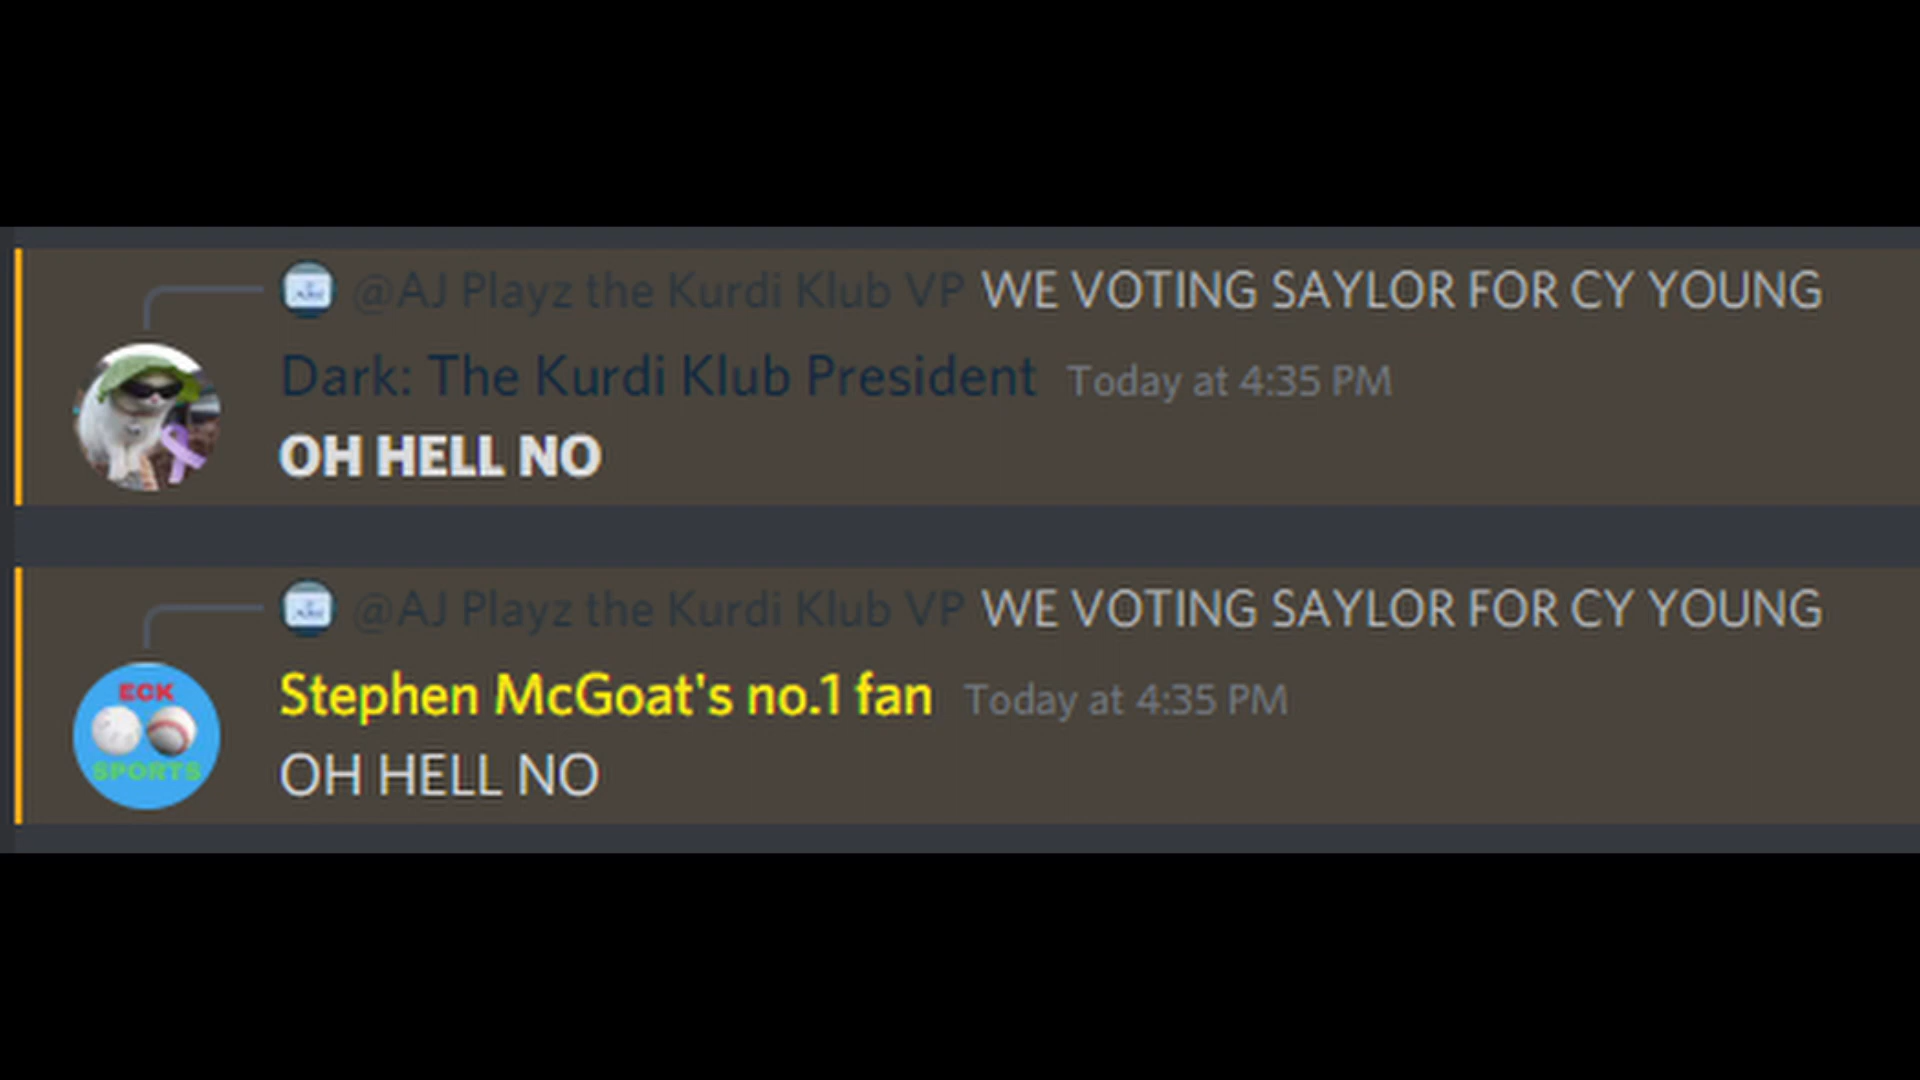 @AJ Playz the Kurdi Klub VP WE VOTING SAYLOR FOR CY YOUNG
Dark: The Kurdi Klub President Today at 4:35 PM
OH HELL NO
@AJ Playz the Kurdi Klub VP WE VOTING SAYLOR FOR CY YOUNG
Stephen McGoat's no.1 fan Today at 4:35 PM
ECK
SPORTS
OH HELL NO